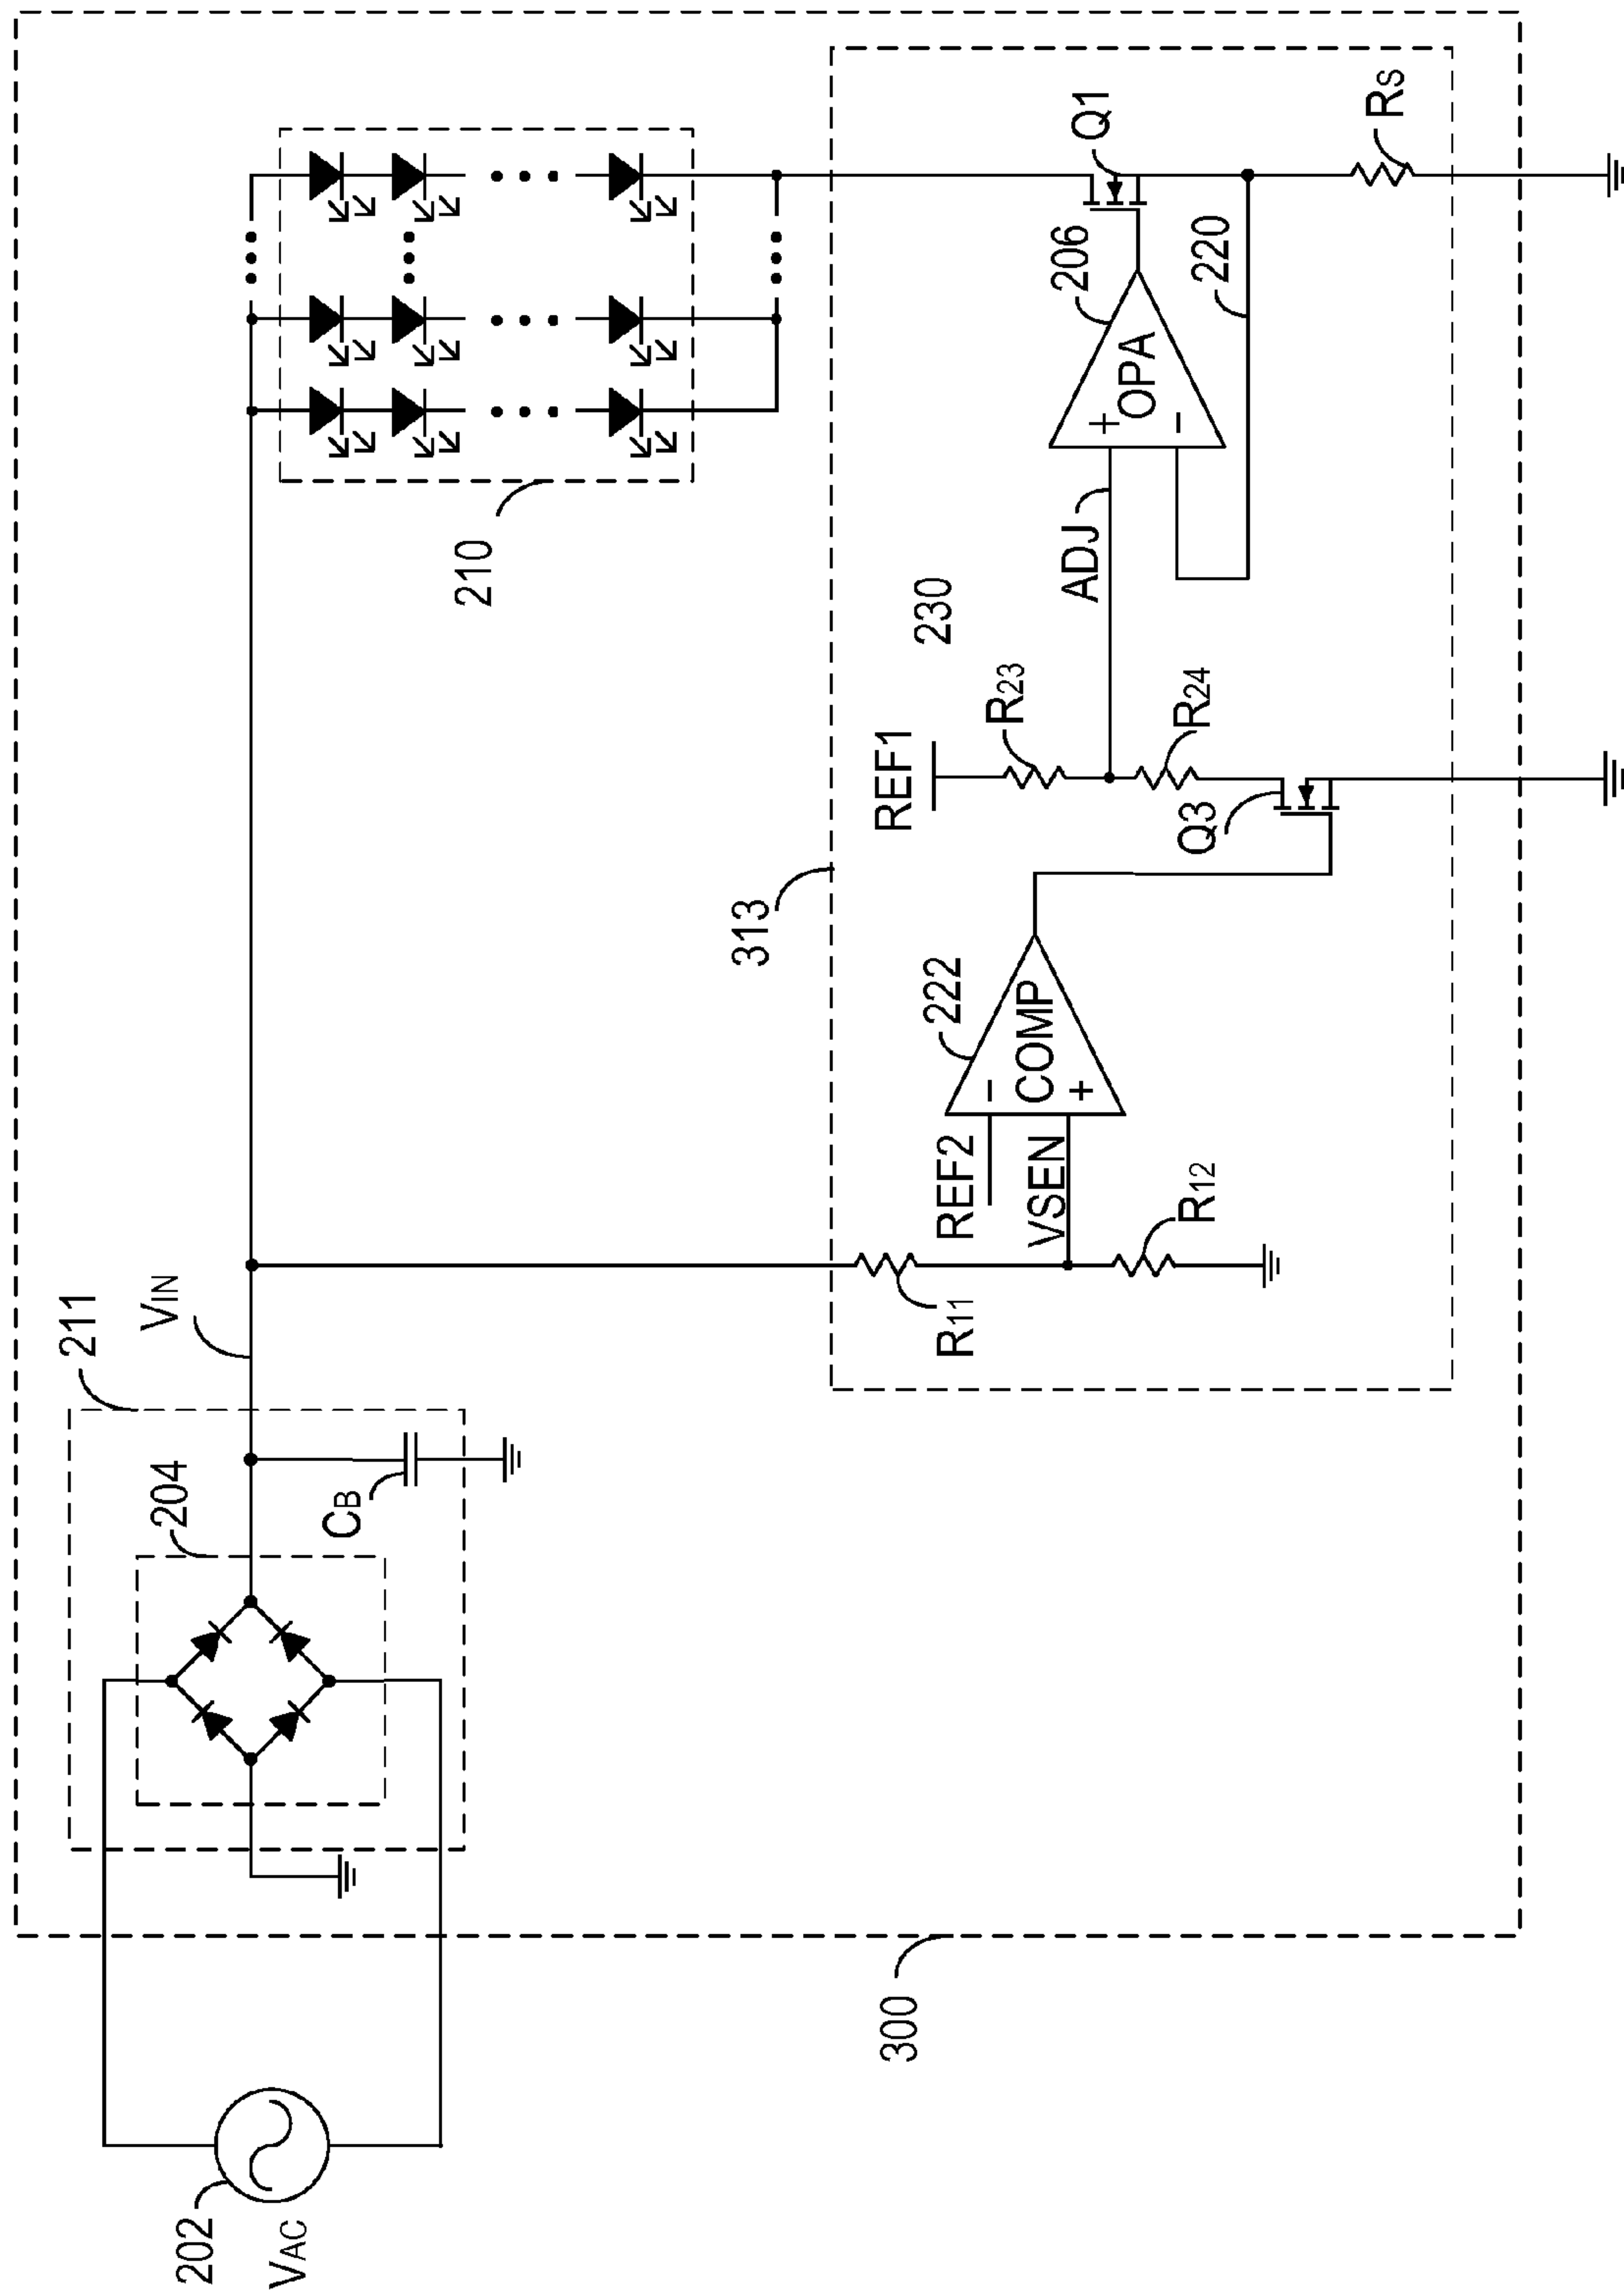 202
VAC
300
211
204
CB
VIN
210
313
R11
REF2
VSEN
R12
222
COMP
-
+
REF1
R23
R24
Q3
230
ADJ
206
OPA
+
-
220
Q1
RS